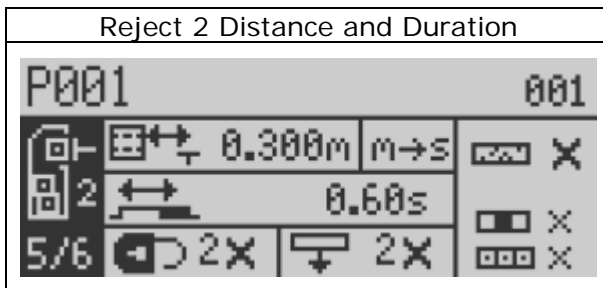 Reject 2 Distance and Duration
P001 001
0.300m m→s
2 0.60s
5/6 2X 2X